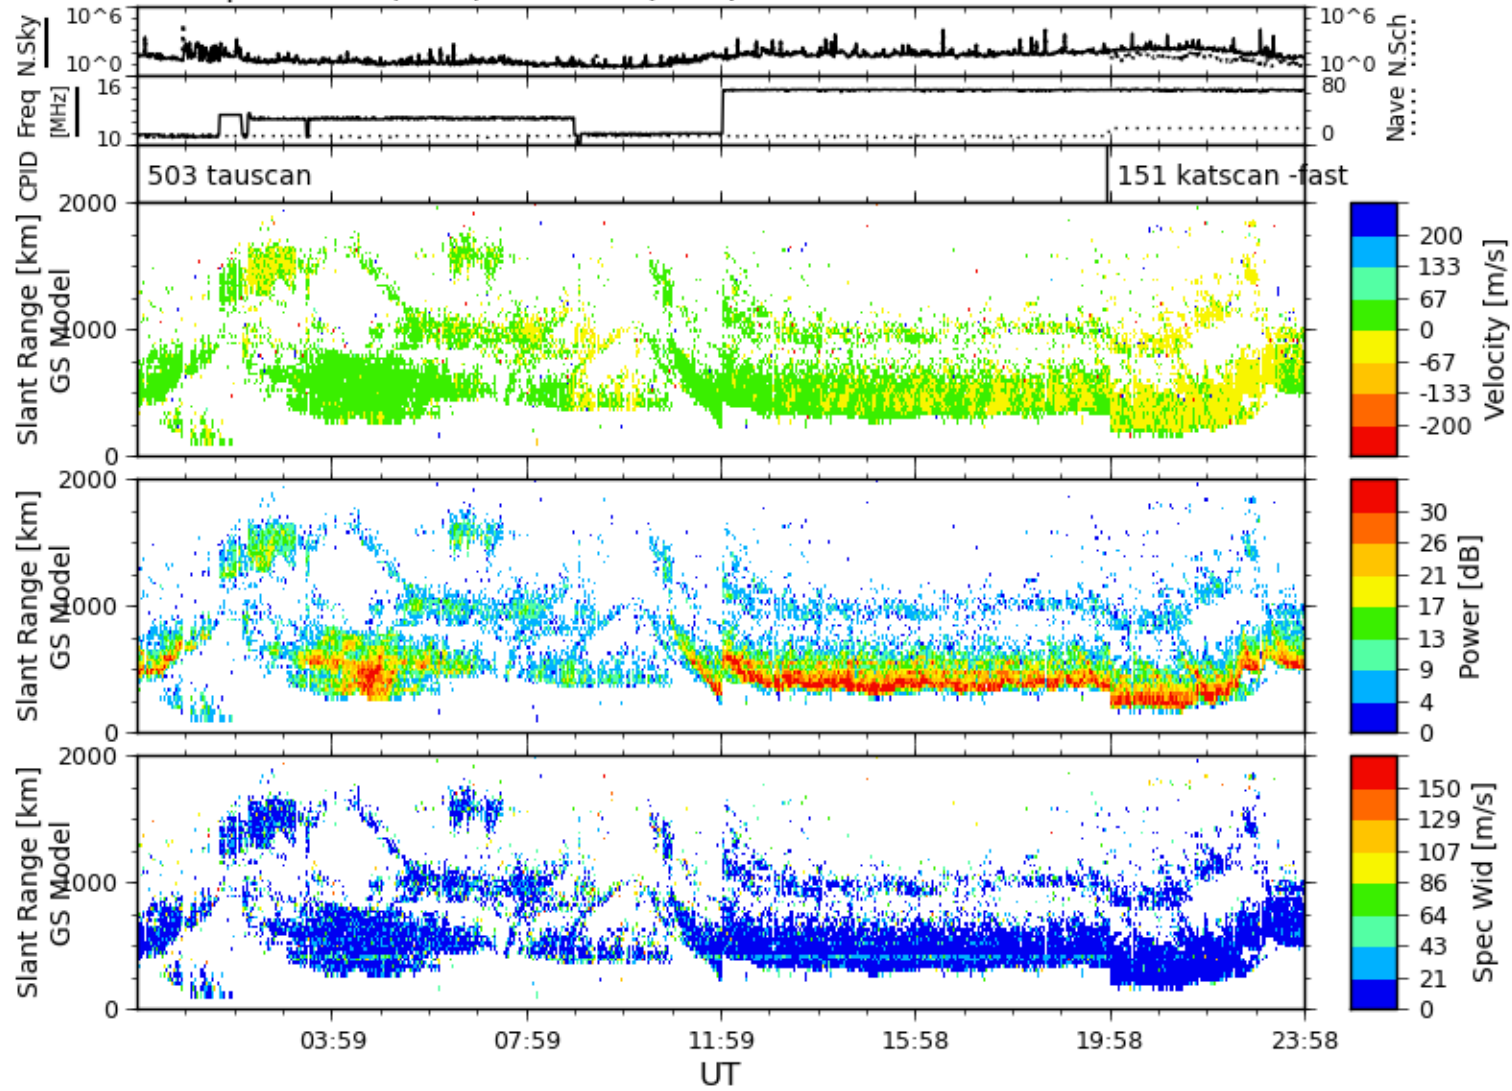 N.Sky
10^6
10^0
10^6
10^0
N.Sch
Freq
[MHz]
16
10
80
0
Nave
CPID
503 tauscan
151 katscan -fast
Slant Range [km]
GS Model
2000
1000
0
200
133
67
0
-67
-133
-200
Velocity [m/s]
Slant Range [km]
GS Model
2000
1000
0
30
26
21
17
13
9
4
0
Power [dB]
Slant Range [km]
GS Model
2000
1000
0
150
129
107
86
64
43
21
0
Spec Wid [m/s]
03:59 07:59 11:59 15:58 19:58 23:58
UT